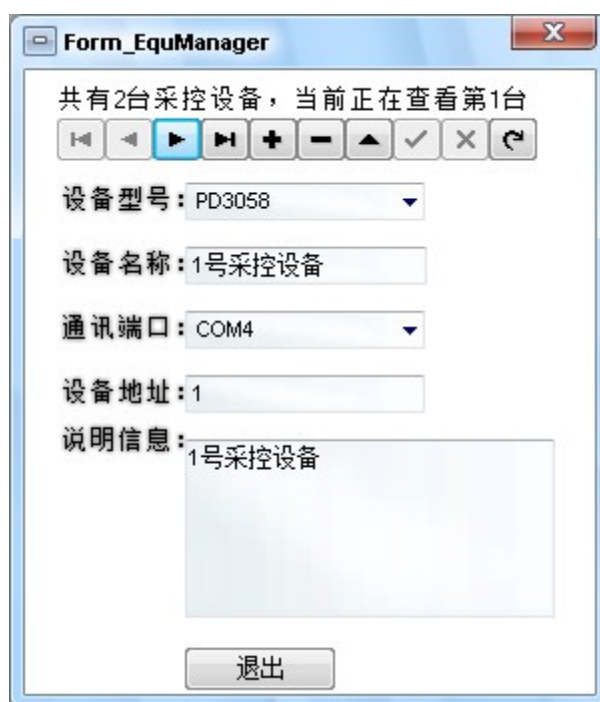 Form_EquManager
共有2台采控设备，当前正在查看第1台
设备型号：PD3058
设备名称：1号采控设备
通讯端口：COM4
设备地址：1
说明信息：
1号采控设备
退出